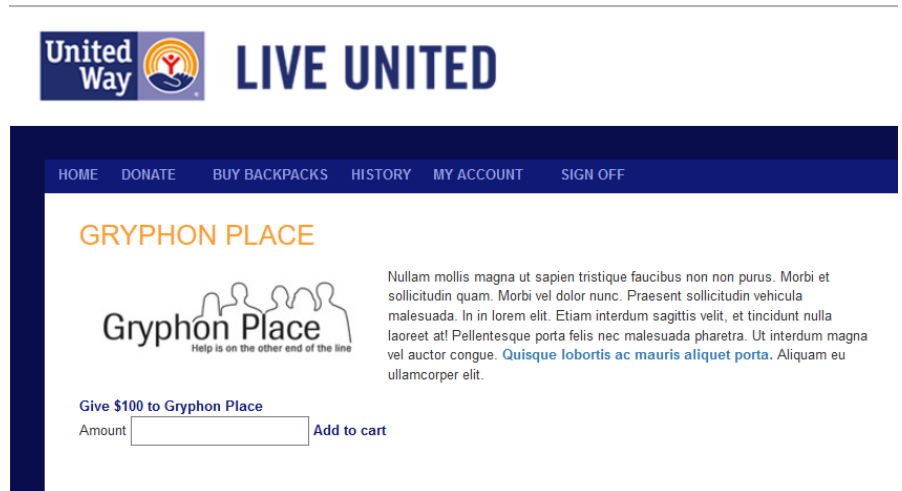 United
Way
LIVE UNITED
HOME DONATE BUY BACKPACKS HISTORY MY ACCOUNT SIGN OFF
GRYPHON PLACE
Gryphon Place
Help is on the other end of the line
Nullam mollis magna ut sapien tristique faucibus non non purus. Morbi et
sollicitudin quam. Morbi vel dolor nunc. Praesent sollicitudin vehicula
malesuada. In in lorem elit. Etiam interdum sagittis velit, et tincidunt nulla
laoreet at! Pellentesque porta felis nec malesuada pharetra. Ut interdum magna
vel auctor congue. Quisque lobortis ac mauris aliquet porta. Aliquam eu
ullamcorper elit.
Give $100 to Gryphon Place
Amount Add to cart